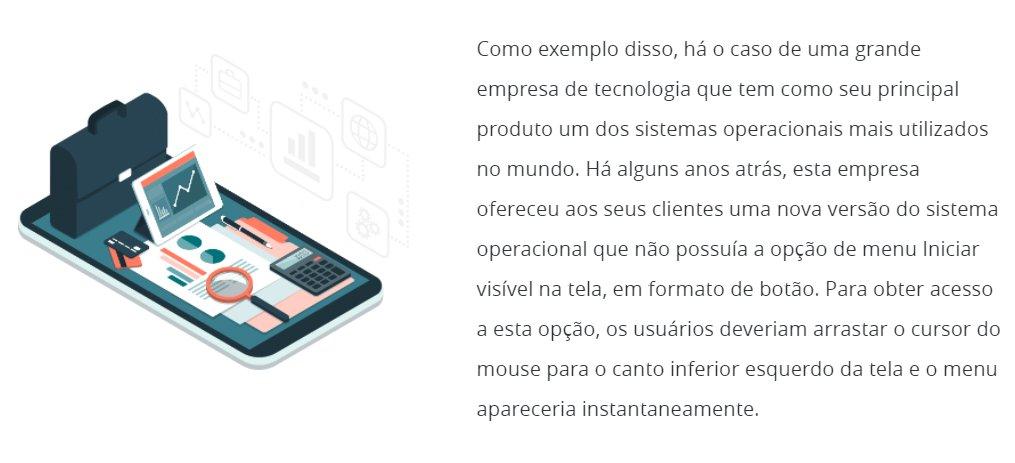 Como exemplo disso, há o caso de uma grande
empresa de tecnologia que tem como seu principal
produto um dos sistemas operacionais mais utilizados
no mundo. Há alguns anos atrás, esta empresa
ofereceu aos seus clientes uma nova versão do sistema
operacional que não possuía a opção de menu Iniciar
visível na tela, em formato de botão. Para obter acesso
a esta opção, os usuários deveriam arrastar o cursor do
mouse para o canto inferior esquerdo da tela e o menu
apareceria instantaneamente.